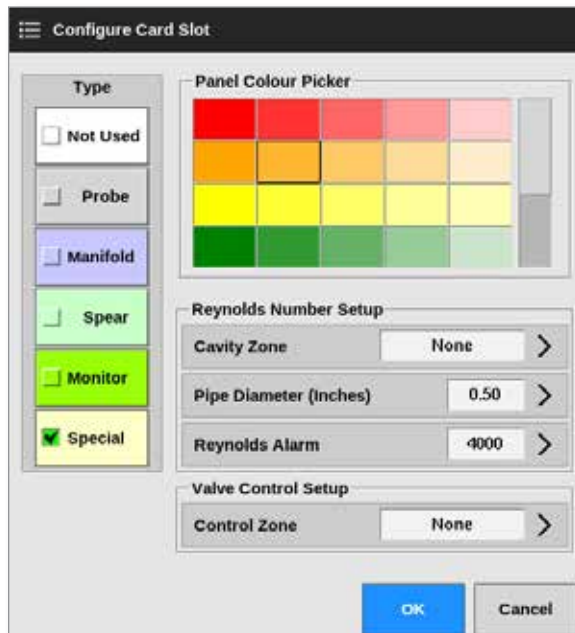 Configure Card Slot
Type
Not Used
Probe
Manifold
Spear
Monitor
Special
Panel Colour Picker
Reynolds Number Setup
Cavity Zone None
Pipe Diameter (Inches) 0.50
Reynolds Alarm 4000
Valve Control Setup
Control Zone None
OK Cancel